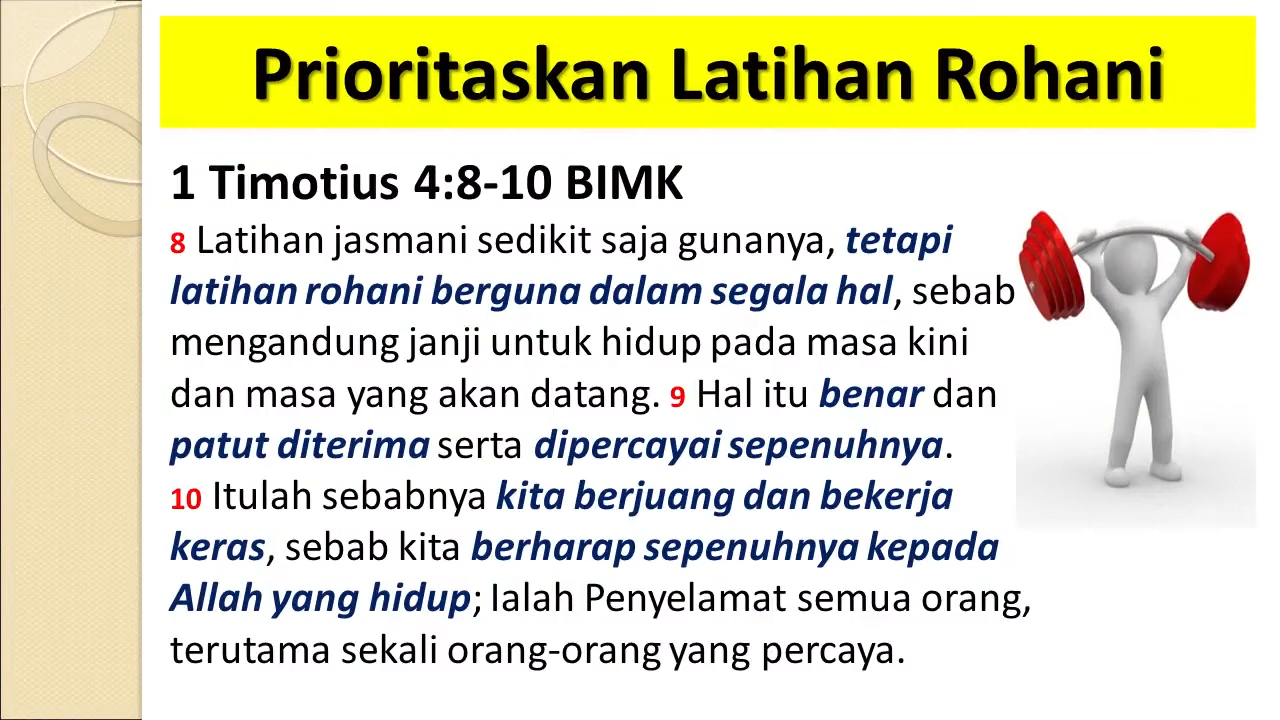 Prioritaskan Latihan Rohani
1 Timotius 4:8-10 BIMK
8 Latihan jasmani sedikit saja gunanya, tetapi
latihan rohani berguna dalam segala hal, sebab
mengandung janji untuk hidup pada masa kini
dan masa yang akan datang. 9 Hal itu benar dan
patut diterima serta dipercayai sepenuhnya.
10 Itulah sebabnya kita berjuang dan bekerja
keras, sebab kita berharap sepenuhnya kepada
Allah yang hidup; Ialah Penyelamat semua orang,
terutama sekali orang-orang yang percaya.